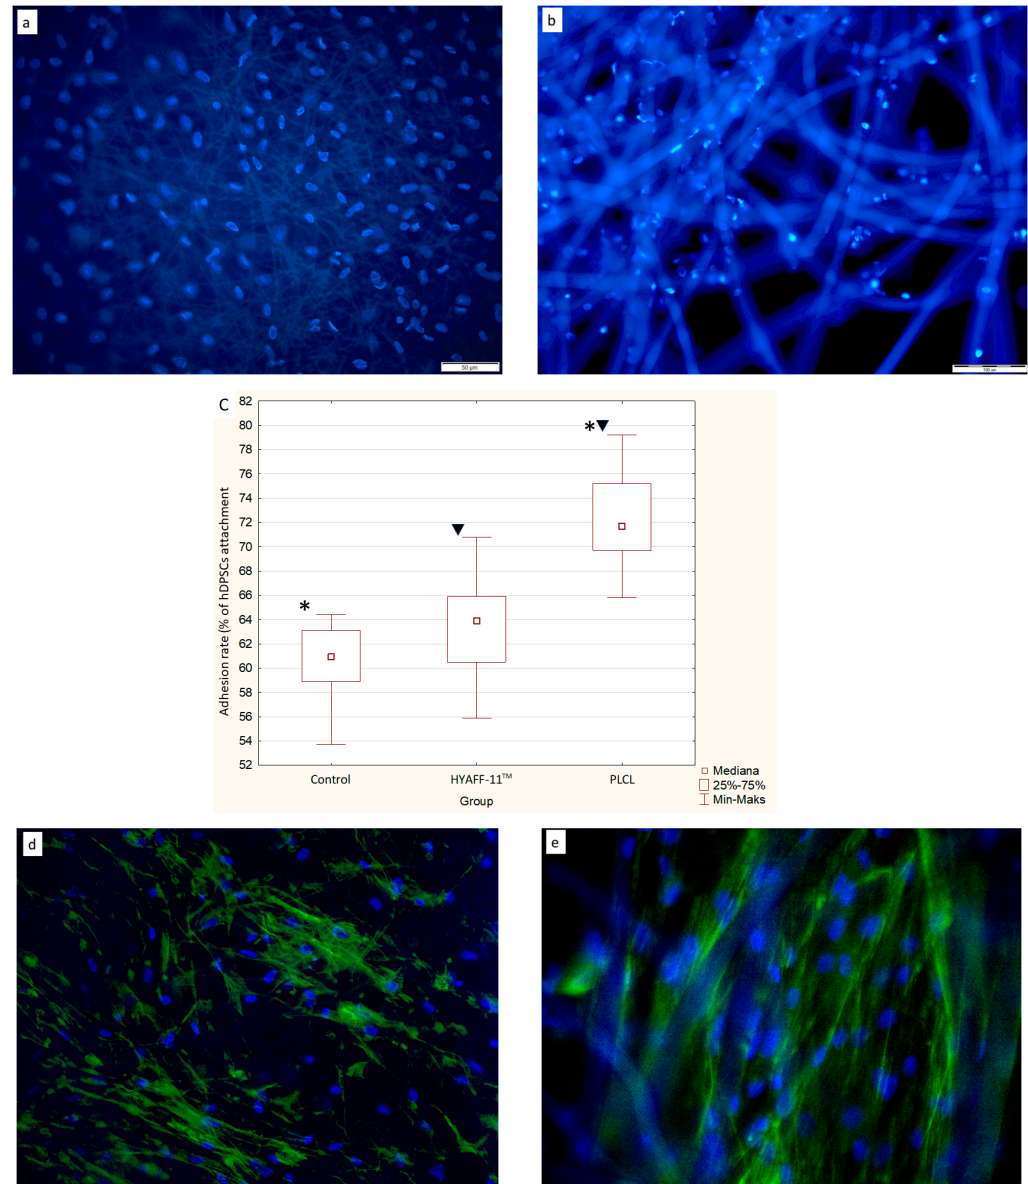 a
b
50 µm
100 µm
C
Adhesion rate (% of hDPSCs attachment
82
80
78
76
74
72
70
68
66
64
62
60
58
56
54
52
*
▼
*▼
Control
HYAFF-11™
PLCL
Group
Mediana
25%-75%
Min-Maks
d
e